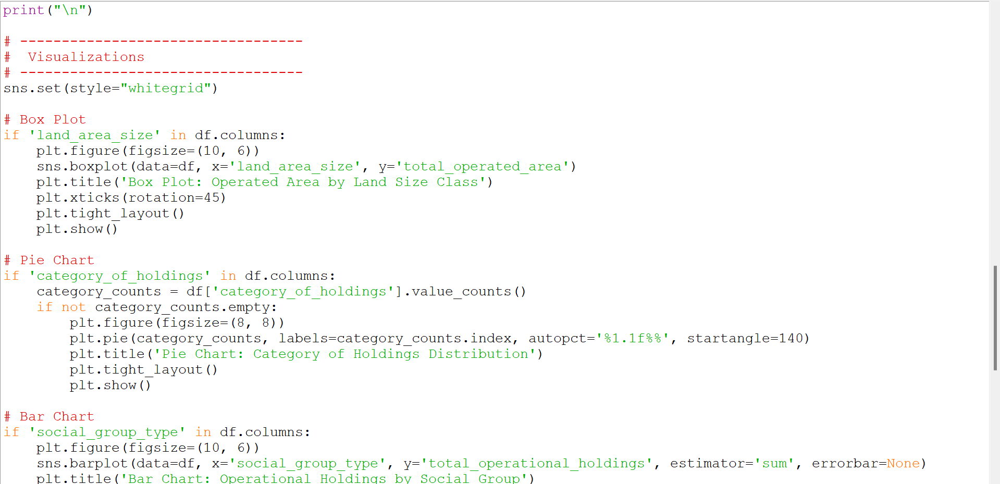 print("\n")
# ----------------------------------
#  Visualizations
# ----------------------------------
sns.set(style="whitegrid")
# Box Plot
if 'land_area_size' in df.columns:
    plt.figure(figsize=(10, 6))
    sns.boxplot(data=df, x='land_area_size', y='total_operated_area')
    plt.title('Box Plot: Operated Area by Land Size Class')
    plt.xticks(rotation=45)
    plt.tight_layout()
    plt.show()
# Pie Chart
if 'category_of_holdings' in df.columns:
    category_counts = df['category_of_holdings'].value_counts()
    if not category_counts.empty:
        plt.figure(figsize=(8, 8))
        plt.pie(category_counts, labels=category_counts.index, autopct='%1.1f%%', startangle=140)
        plt.title('Pie Chart: Category of Holdings Distribution')
        plt.tight_layout()
        plt.show()
# Bar Chart
if 'social_group_type' in df.columns:
    plt.figure(figsize=(10, 6))
    sns.barplot(data=df, x='social_group_type', y='total_operational_holdings', estimator='sum', errorbar=None)
    plt.title('Bar Chart: Operational Holdings by Social Group')